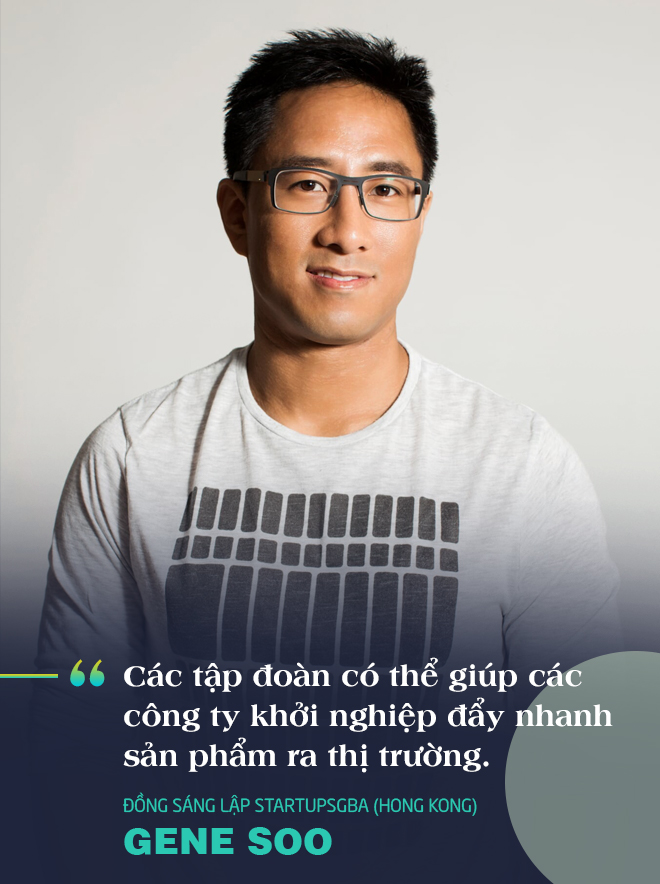 “ Các tập đoàn có thể giúp các
công ty khởi nghiệp đẩy nhanh
sản phẩm ra thị trường.
ĐỒNG SÁNG LẬP STARTUPSGBA (HONG KONG)
GENE SOO